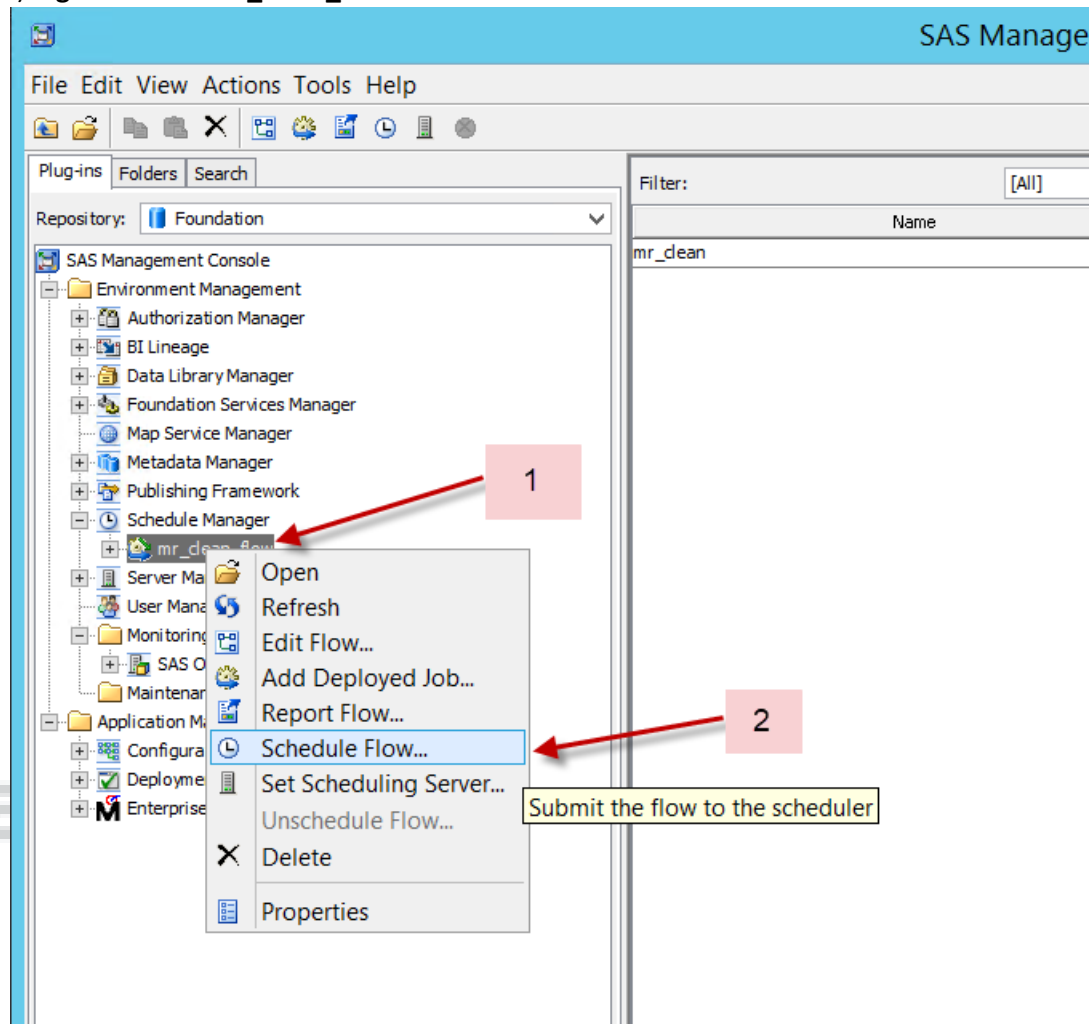 SAS Manage
File Edit View Actions Tools Help
Plug-ins Folders Search
Repository: Foundation
Filter: [All]
Name
mr_clean
SAS Management Console
Environment Management
Authorization Manager
BI Lineage
Data Library Manager
Foundation Services Manager
Map Service Manager
Metadata Manager
Publishing Framework
Schedule Manager
mr_clean_flow
Server Ma
User Mana
Monitoring
SAS O
Maintenan
Application Ma
Configura
Deployme
Enterprise
1
Open
Refresh
Edit Flow...
Add Deployed Job...
Report Flow...
Schedule Flow...
Set Scheduling Server...
Unschedule Flow...
Delete
Properties
2
Submit the flow to the scheduler